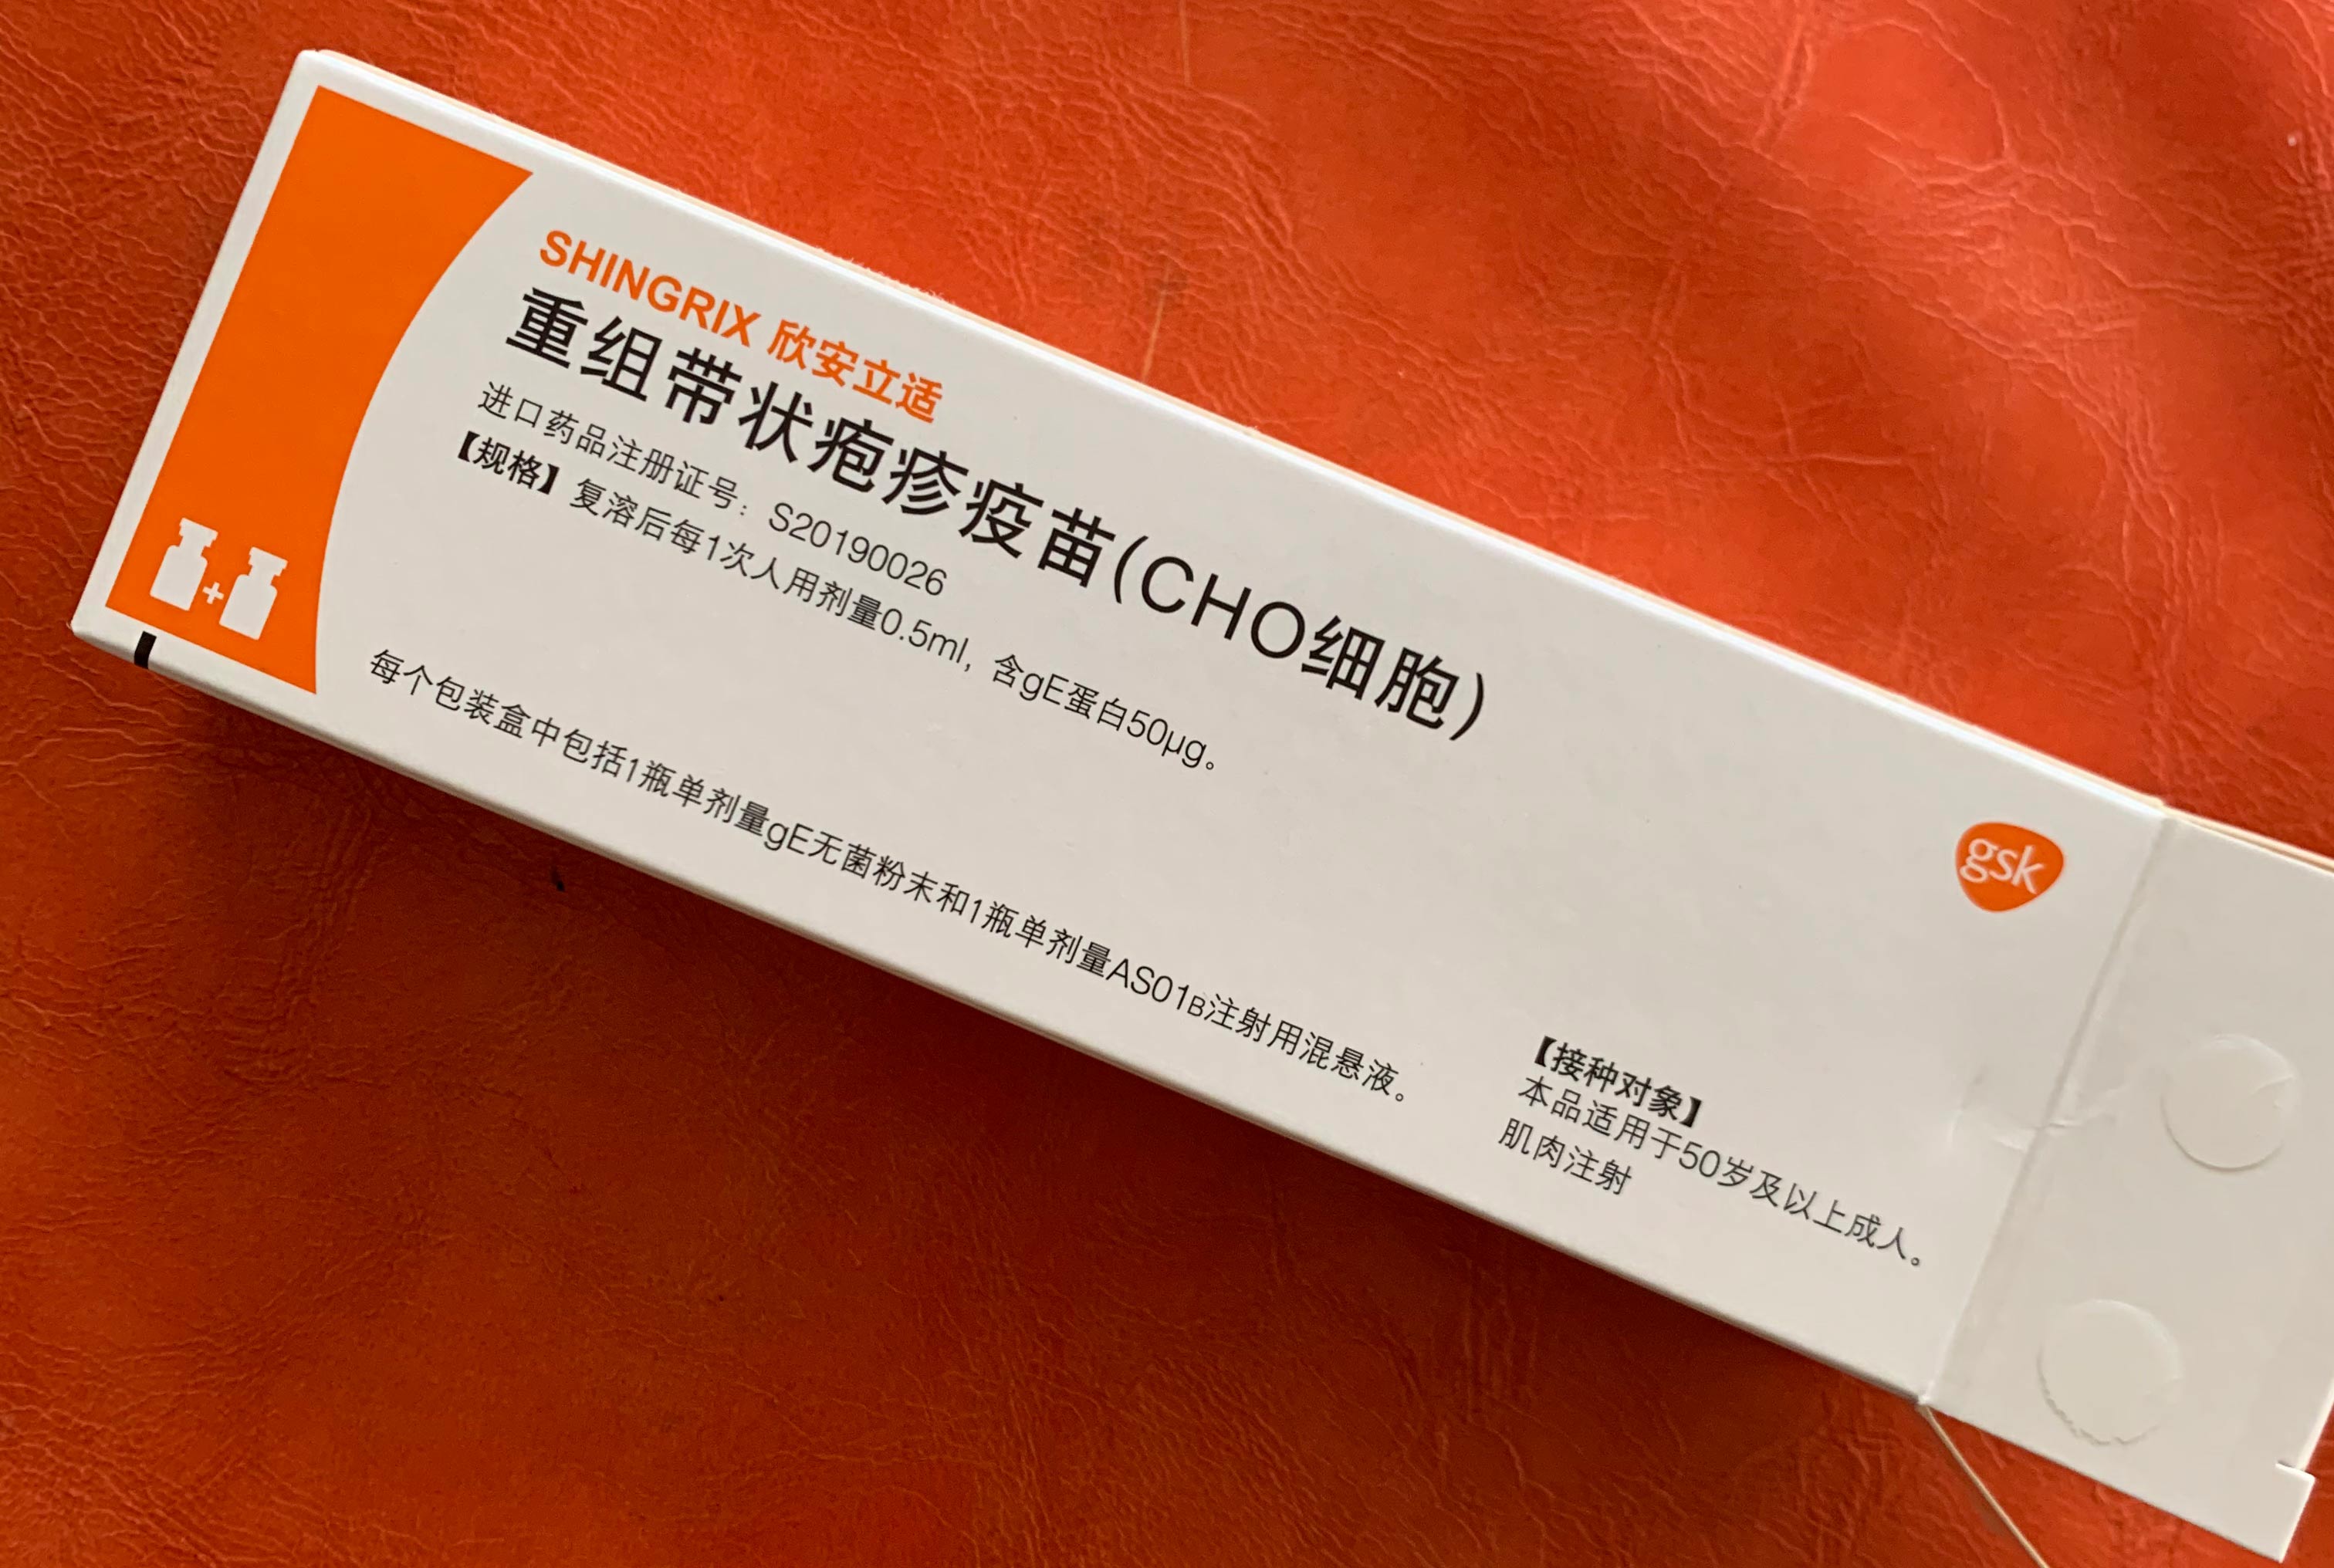 SHINGRIX 欣安立适
重组带状疱疹疫苗(CHO细胞)
进口药品注册证号：S20190026
【规格】复溶后每1次人用剂量0.5ml, 含gE蛋白50μg。
每个包装盒中包括1瓶单剂量gE无菌粉末和1瓶单剂量AS01B注射用混悬液。
gsk
【接种对象】
本品适用于50岁及以上成人。
肌肉注射